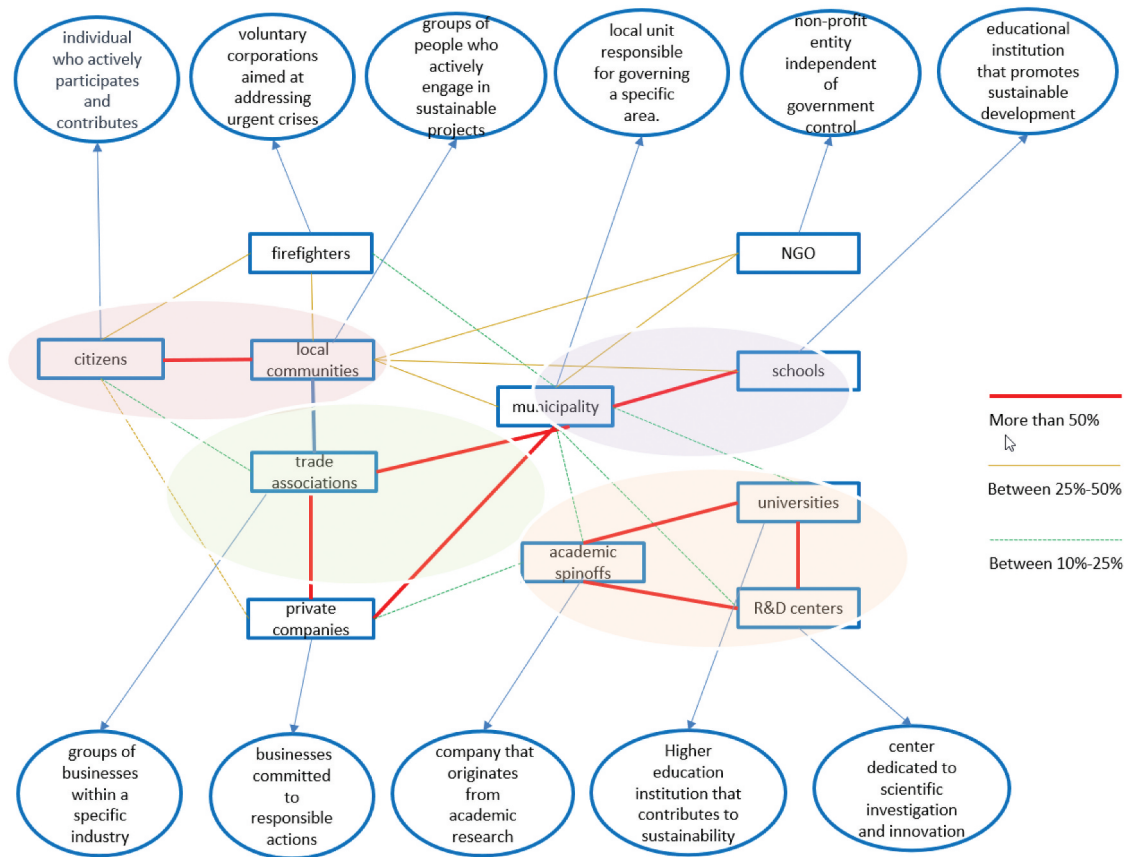 individual
who actively
participates
and
contributes
voluntary
corporations
aimed at
addressing
urgent crises
groups of
people who
actively
engage in
sustainable
projects
local unit
responsible
for governing
a specific
area.
non-profit
entity
independent
of
government
control
educational
institution
that promotes
sustainable
development
firefighters
NGO
citizens
local
communities
schools
municipality
trade
associations
universities
academic
spinoffs
private
companies
R&D centers
More than 50%
Between 25%-50%
Between 10%-25%
groups of
businesses
within a
specific
industry
businesses
committed
to
responsible
actions
company that
originates
from
academic
research
Higher
education
institution that
contributes to
sustainability
center
dedicated to
scientific
investigation
and innovation